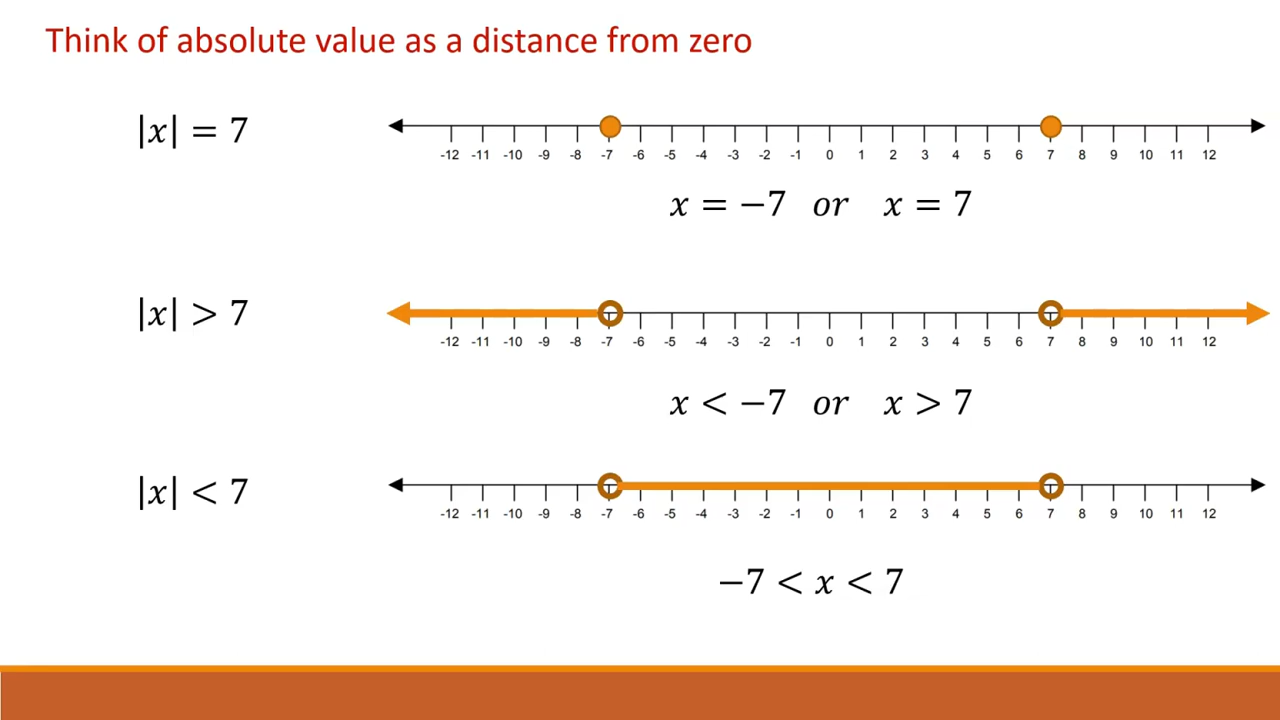 Think of absolute value as a distance from zero
|x| = 7
-12 -11 -10 -9 -8 -7 -6 -5 -4 -3 -2 -1 0 1 2 3 4 5 6 7 8 9 10 11 12
x = −7 or x = 7
|x| > 7
-12 -11 -10 -9 -8 -7 -6 -5 -4 -3 -2 -1 0 1 2 3 4 5 6 7 8 9 10 11 12
x < −7 or x > 7
|x| < 7
-12 -11 -10 -9 -8 -7 -6 -5 -4 -3 -2 -1 0 1 2 3 4 5 6 7 8 9 10 11 12
−7 < x < 7